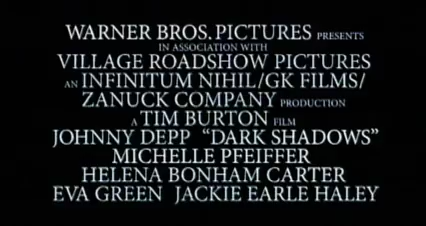 WARNER BROS. PICTURES PRESENTS
IN ASSOCIATION WITH
VILLAGE ROADSHOW PICTURES
AN INFINITUM NIHIL/GK FILMS/
ZANUCK COMPANY PRODUCTION
A TIM BURTON FILM
JOHNNY DEPP "DARK SHADOWS"
MICHELLE PFEIFFER
HELENA BONHAM CARTER
EVA GREEN JACKIE EARLE HALEY